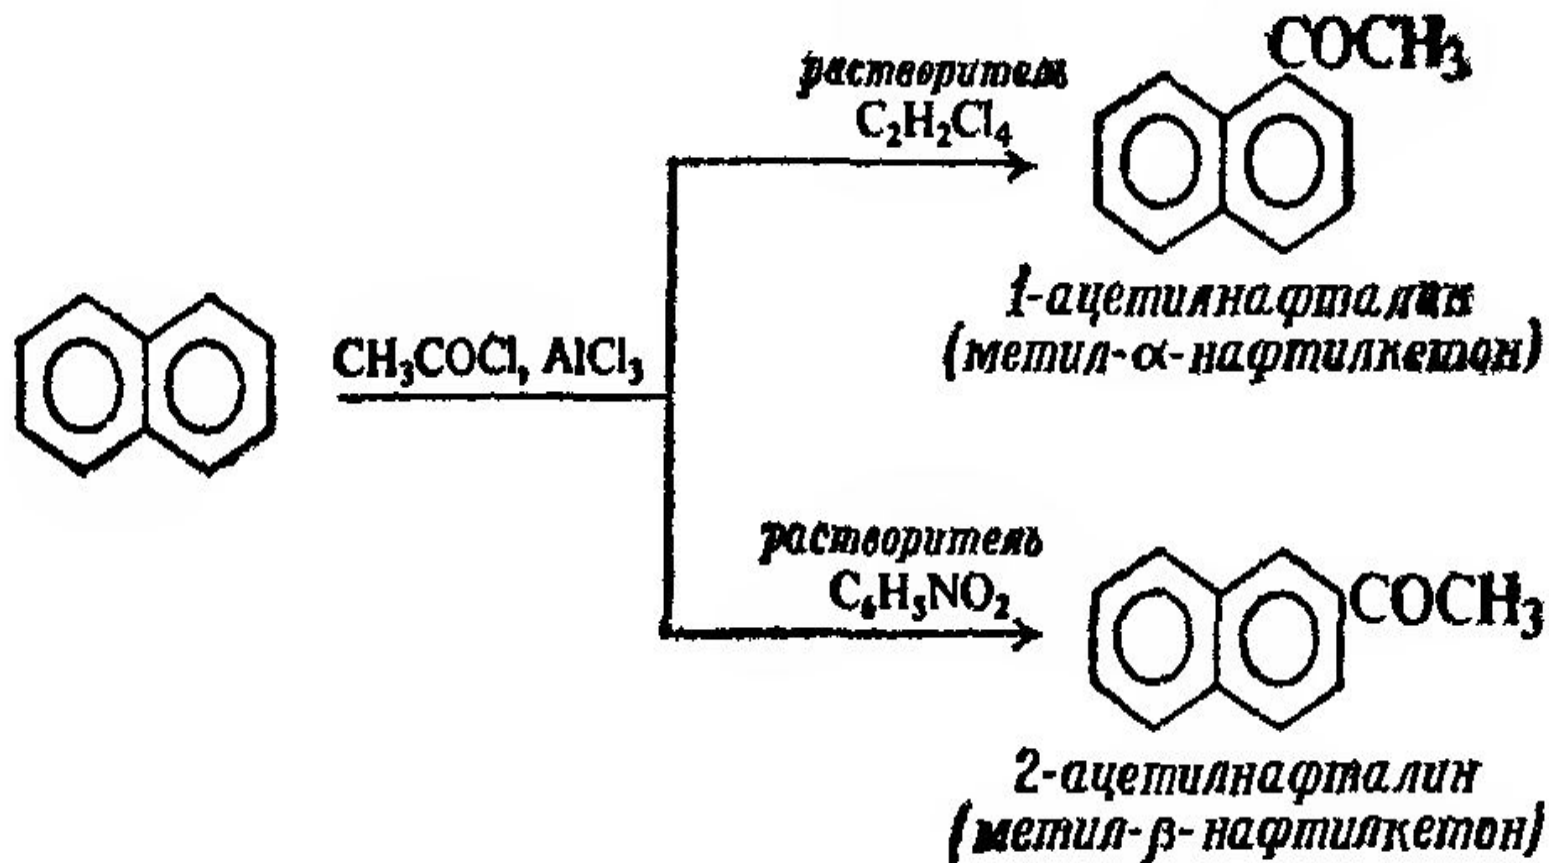 COCH₃
растворитель
C₂H₂Cl₄
1-ацетилнафталин
(метил-α-нафтилкетон)
CH₃COCl, AlCl₃
растворитель
C₆H₅NO₂
COCH₃
2-ацетилнафталин
(метил-β-нафтилкетон)